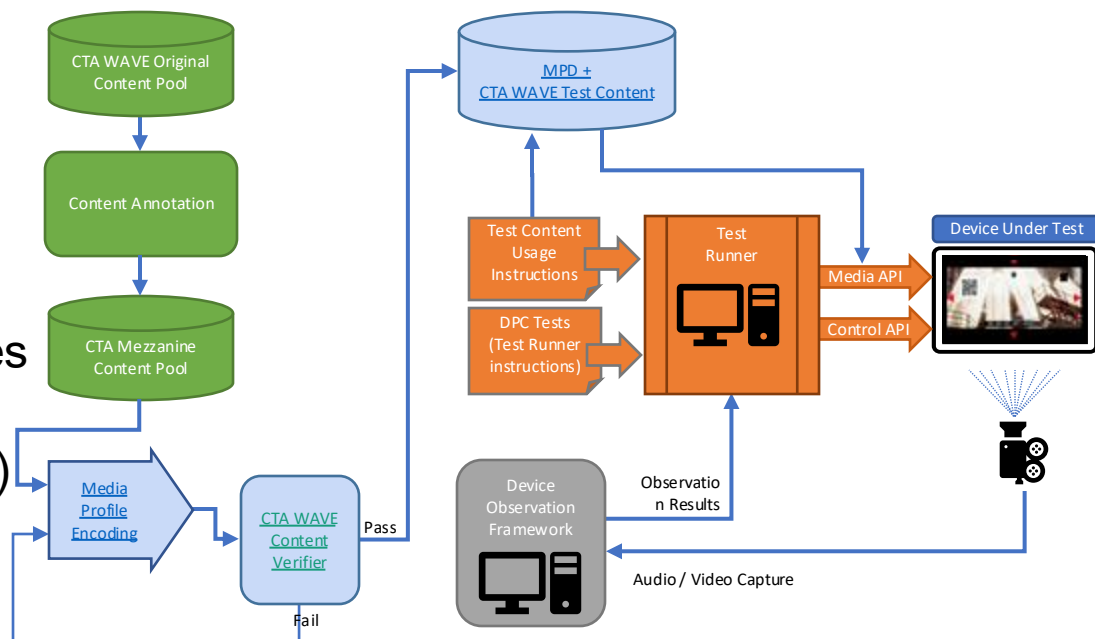 CTA WAVE Original
Content Pool
Content Annotation
CTA Mezzanine
Content Pool
es
)
Media
Profile
Encoding
CTA WAVE
Content
Verifier
Pass
Fail
MPD +
CTA WAVE Test Content
Test Content
Usage
Instructions
DPC Tests
(Test Runner
instructions)
Test
Runner
Media API
Control API
Device Under Test
Device
Observation
Framework
Observatio
n Results
Audio / Video Capture